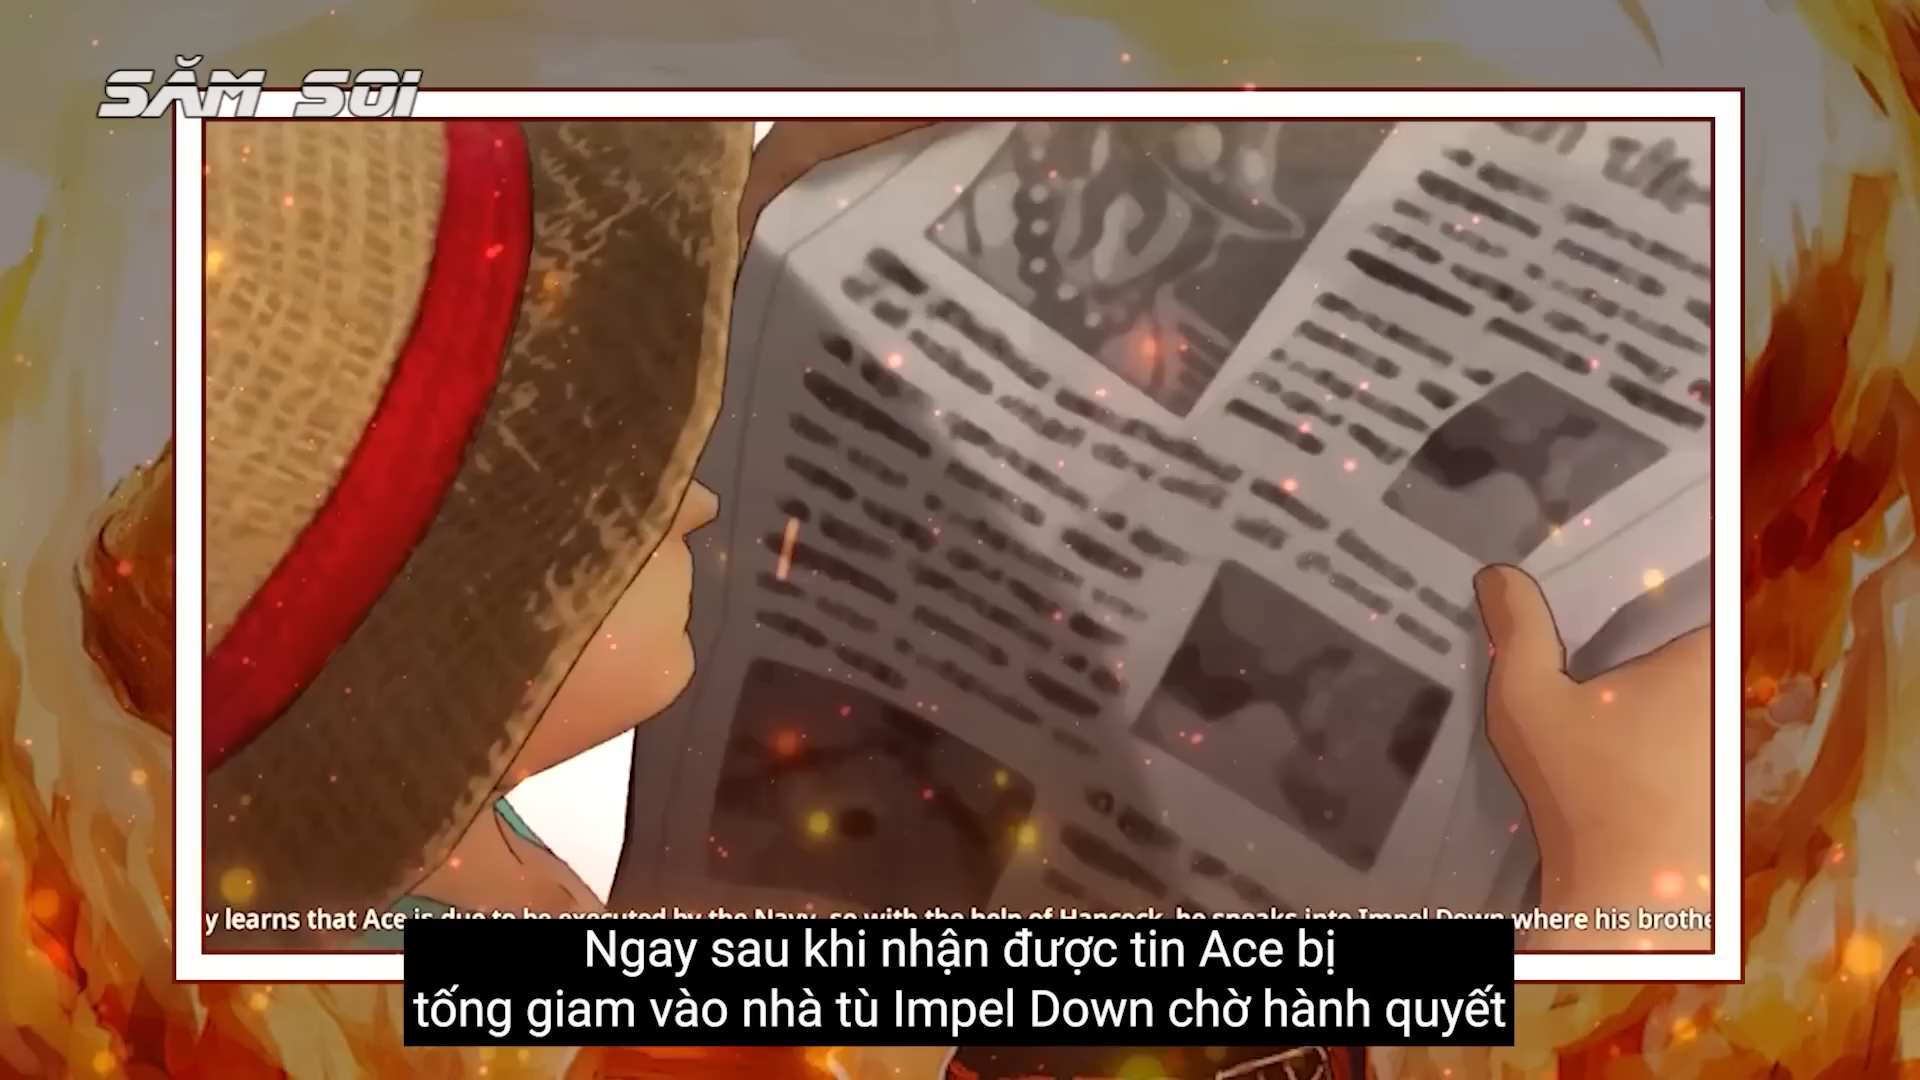 SĂM SOI
y learns that Ace is due to be executed by the Navy, so with the help of Hancock, he speaks into Impel Down where his brothe
Ngay sau khi nhận được tin Ace bị
tống giam vào nhà tù Impel Down chờ hành quyết